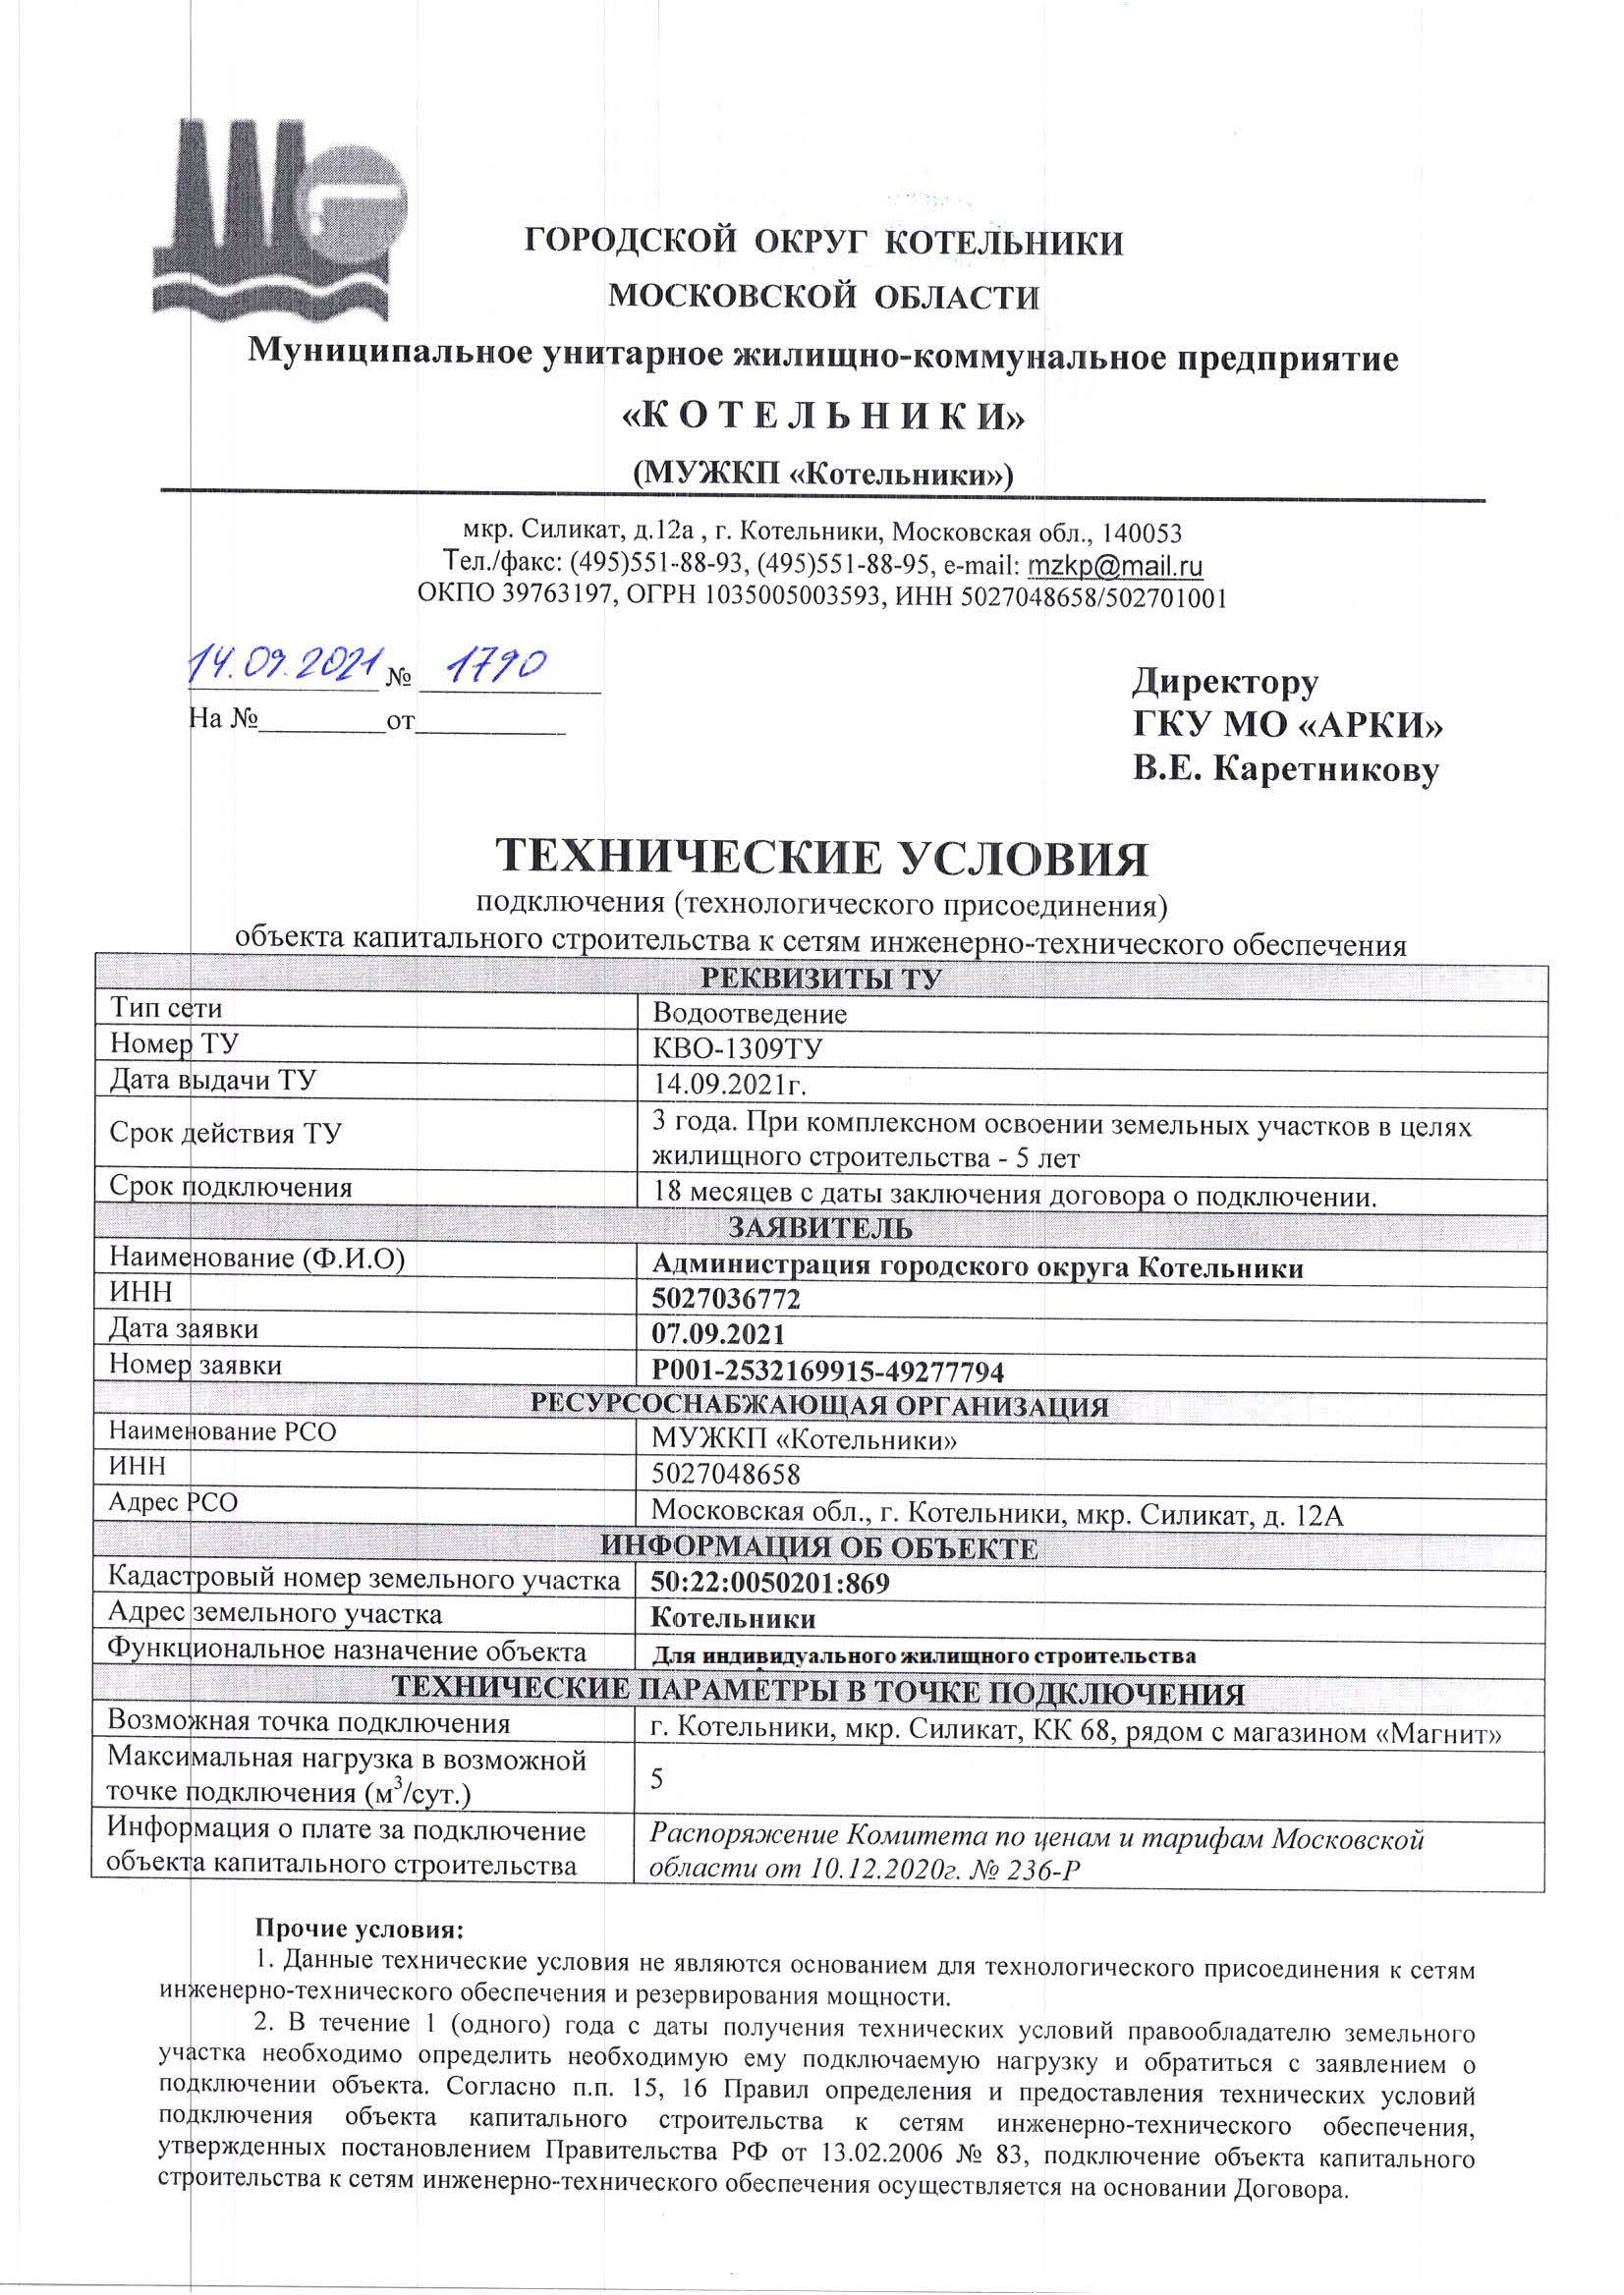 ГОРОДСКОЙ ОКРУГ КОТЕЛЬНИКИ
МОСКОВСКОЙ ОБЛАСТИ
Муниципальное унитарное жилищно-коммунальное предприятие
«К О Т Е Л Ь Н И К И»
(МУЖКП «Котельники»)
мкр. Силикат, д.12а , г. Котельники, Московская обл., 140053
Тел./факс: (495)551-88-93, (495)551-88-95, e-mail: mzkp@mail.ru
ОКПО 39763197, ОГРН 1035005003593, ИНН 5027048658/502701001
14.09.2021 № 1790
На №_________от___________
Директору
ГКУ МО «АРКИ»
В.Е. Каретникову
ТЕХНИЧЕСКИЕ УСЛОВИЯ
подключения (технологического присоединения)
объекта капитального строительства к сетям инженерно-технического обеспечения
РЕКВИЗИТЫ ТУ
Тип сети Водоотведение
Номер ТУ КВО-1309ТУ
Дата выдачи ТУ 14.09.2021г.
Срок действия ТУ 3 года. При комплексном освоении земельных участков в целях
жилищного строительства - 5 лет
Срок подключения 18 месяцев с даты заключения договора о подключении.
ЗАЯВИТЕЛЬ
Наименование (Ф.И.О) Администрация городского округа Котельники
ИНН 5027036772
Дата заявки 07.09.2021
Номер заявки Р001-2532169915-49277794
РЕСУРСОСНАБЖАЮЩАЯ ОРГАНИЗАЦИЯ
Наименование РСО МУЖКП «Котельники»
ИНН 5027048658
Адрес РСО Московская обл., г. Котельники, мкр. Силикат, д. 12А
ИНФОРМАЦИЯ ОБ ОБЪЕКТЕ
Кадастровый номер земельного участка 50:22:0050201:869
Адрес земельного участка Котельники
Функциональное назначение объекта Для индивидуального жилищного строительства
ТЕХНИЧЕСКИЕ ПАРАМЕТРЫ В ТОЧКЕ ПОДКЛЮЧЕНИЯ
Возможная точка подключения г. Котельники, мкр. Силикат, КК 68, рядом с магазином «Магнит»
Максимальная нагрузка в возможной
точке подключения (м³/сут.) 5
Информация о плате за подключение
объекта капитального строительства
Распоряжение Комитета по ценам и тарифам Московской
области от 10.12.2020г. № 236-Р
Прочие условия:
1. Данные технические условия не являются основанием для технологического присоединения к сетям
инженерно-технического обеспечения и резервирования мощности.
2. В течение 1 (одного) года с даты получения технических условий правообладателю земельного
участка необходимо определить необходимую ему подключаемую нагрузку и обратиться с заявлением о
подключении объекта. Согласно п.п. 15, 16 Правил определения и предоставления технических условий
подключения объекта капитального строительства к сетям инженерно-технического обеспечения,
утвержденных постановлением Правительства РФ от 13.02.2006 № 83, подключение объекта капитального
строительства к сетям инженерно-технического обеспечения осуществляется на основании Договора.